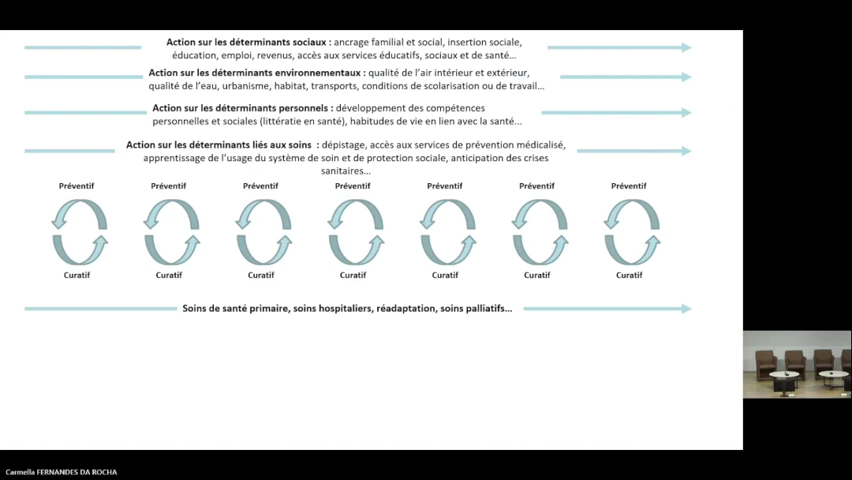 Action sur les déterminants sociaux : ancrage familial et social, insertion sociale,
éducation, emploi, revenus, accès aux services éducatifs, sociaux et de santé...
Action sur les déterminants environnementaux : qualité de l'air intérieur et extérieur,
qualité de l'eau, urbanisme, habitat, transports, conditions de scolarisation ou de travail...
Action sur les déterminants personnels : développement des compétences
personnelles et sociales (littératie en santé), habitudes de vie en lien avec la santé...
Action sur les déterminants liés aux soins : dépistage, accès aux services de prévention médicalisé,
apprentissage de l'usage du système de soin et de protection sociale, anticipation des crises
sanitaires...
Préventif Préventif Préventif Préventif Préventif Préventif Préventif
Curatif Curatif Curatif Curatif Curatif Curatif Curatif
Soins de santé primaire, soins hospitaliers, réadaptation, soins palliatifs...
Carmella FERNANDES DA ROCHA